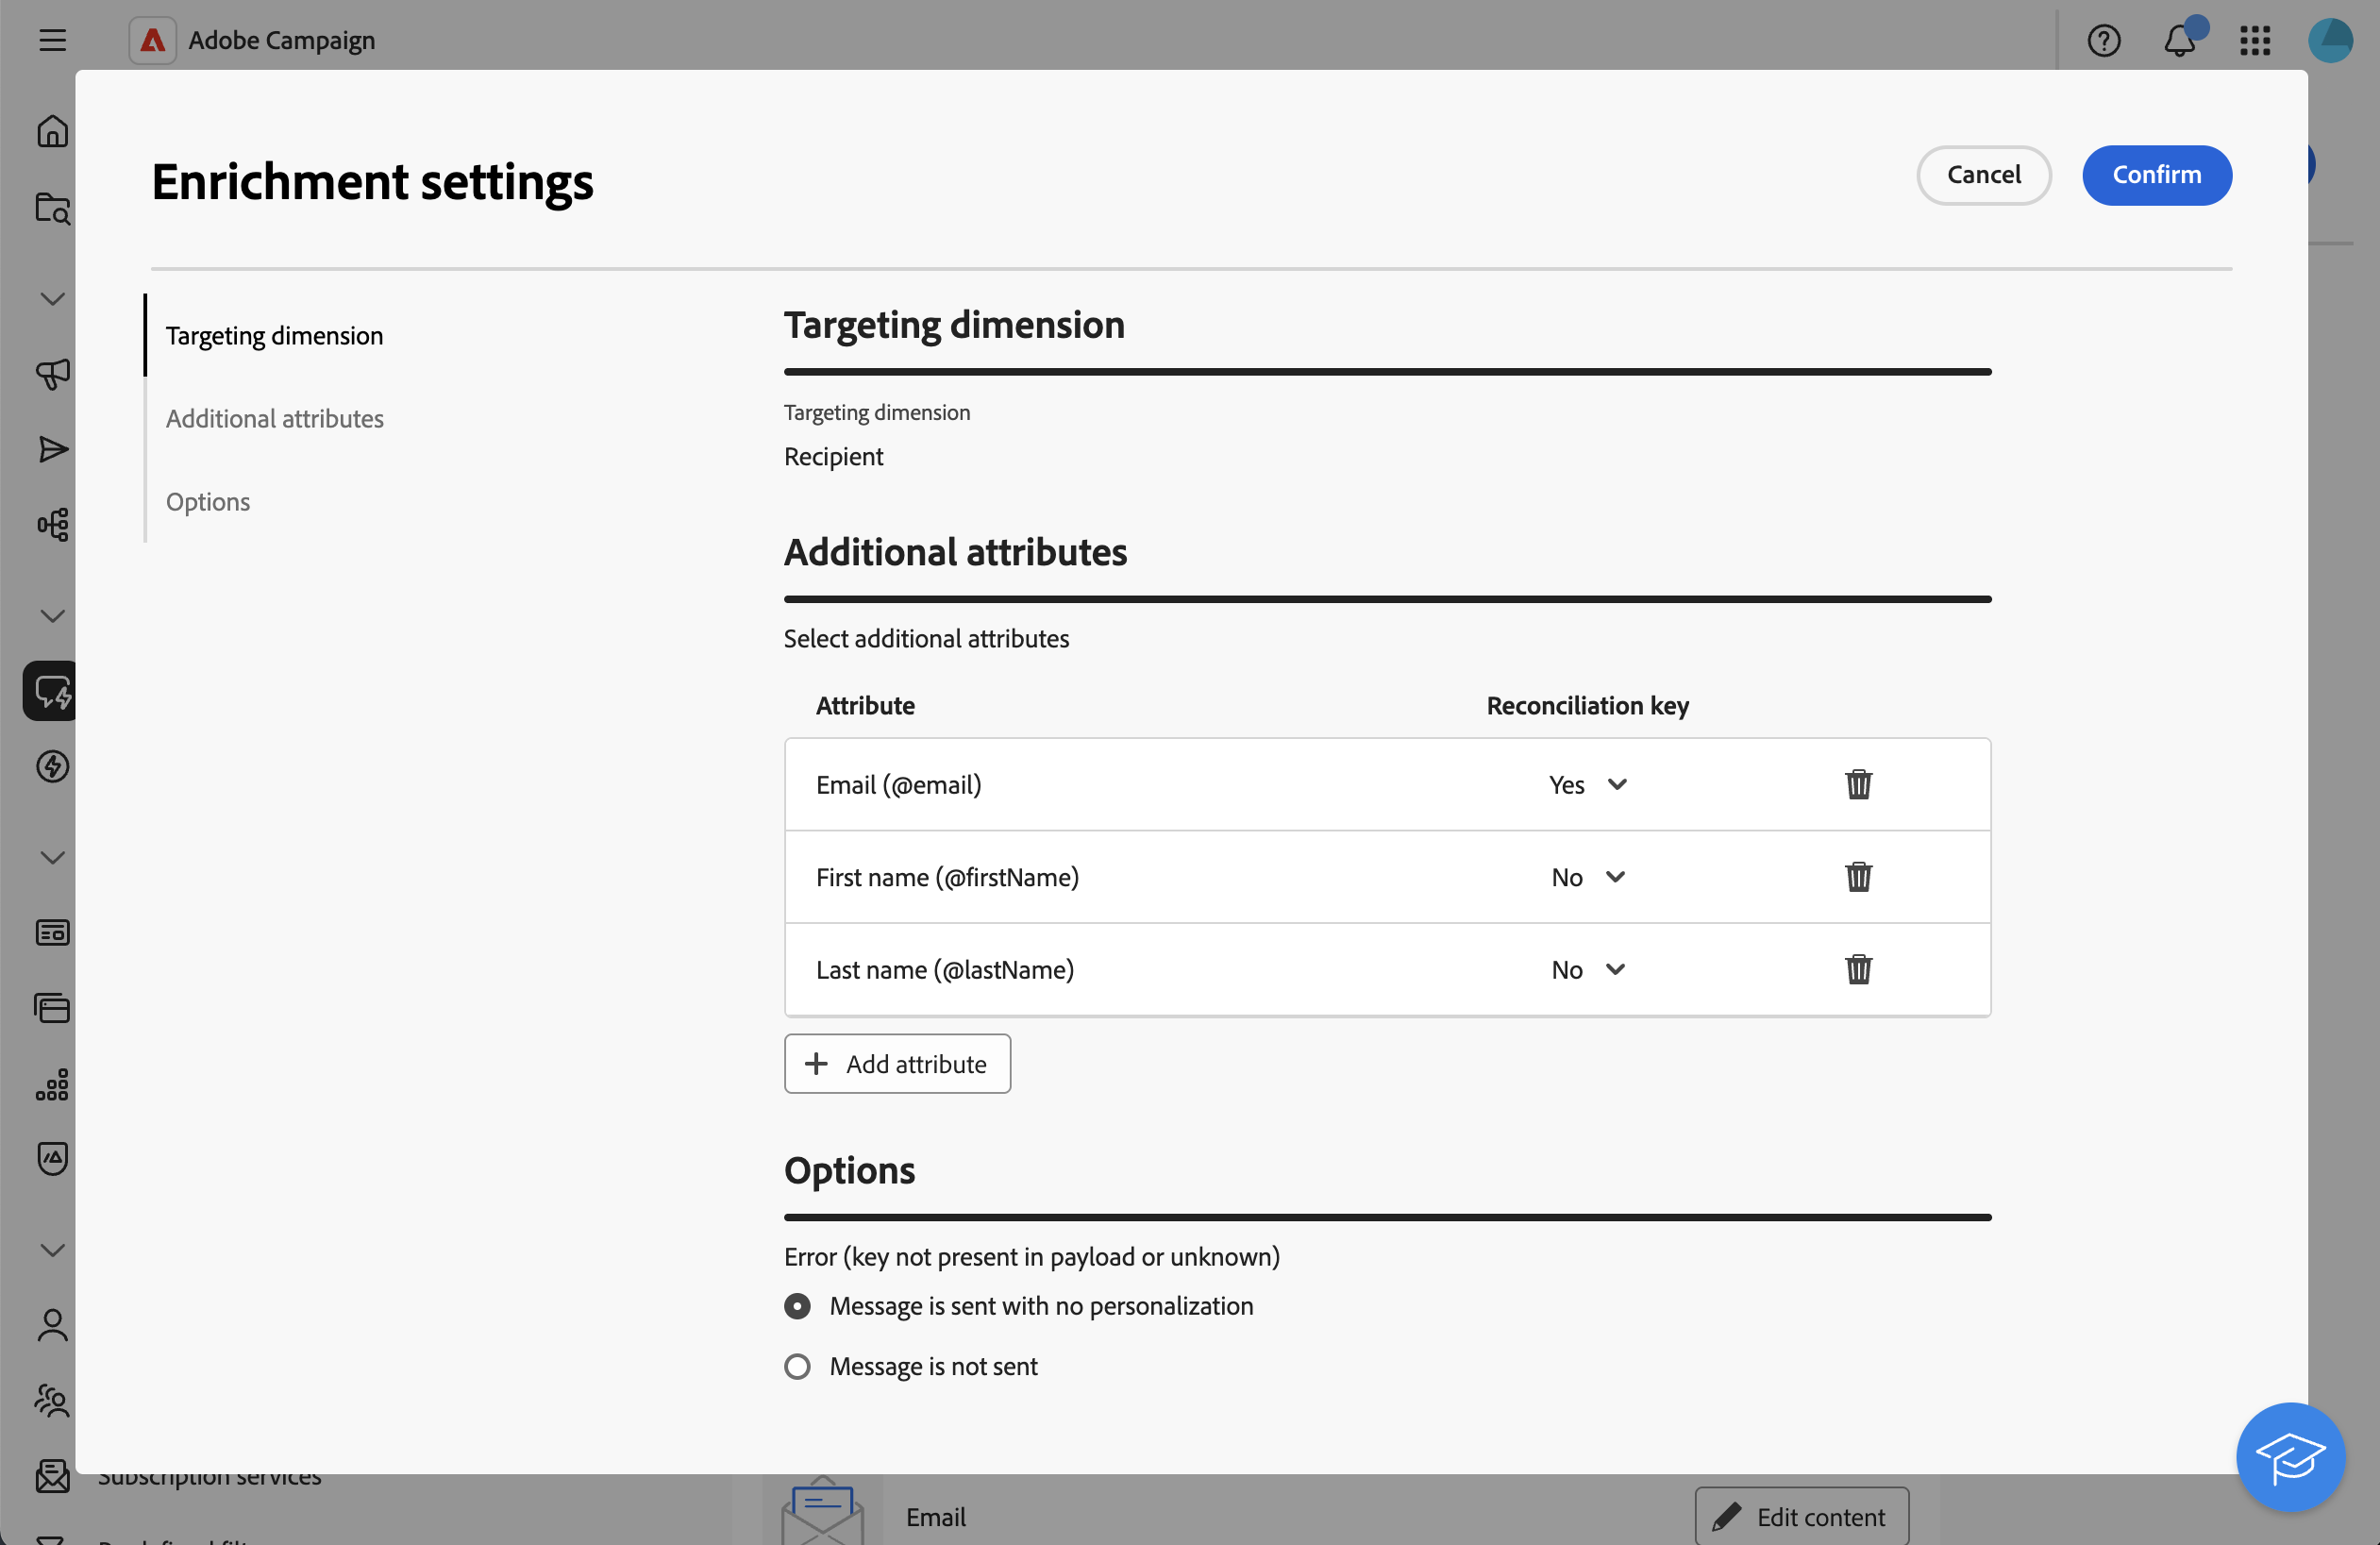 Adobe Campaign
Enrichment settings
Cancel
Confirm
Targeting dimension
Additional attributes
Options
Targeting dimension
Targeting dimension
Recipient
Additional attributes
Select additional attributes
Attribute
Reconciliation key
Email (@email)
Yes
First name (@firstName)
No
Last name (@lastName)
No
Add attribute
Options
Error (key not present in payload or unknown)
Message is sent with no personalization
Message is not sent
Subscription services
Email
Edit content